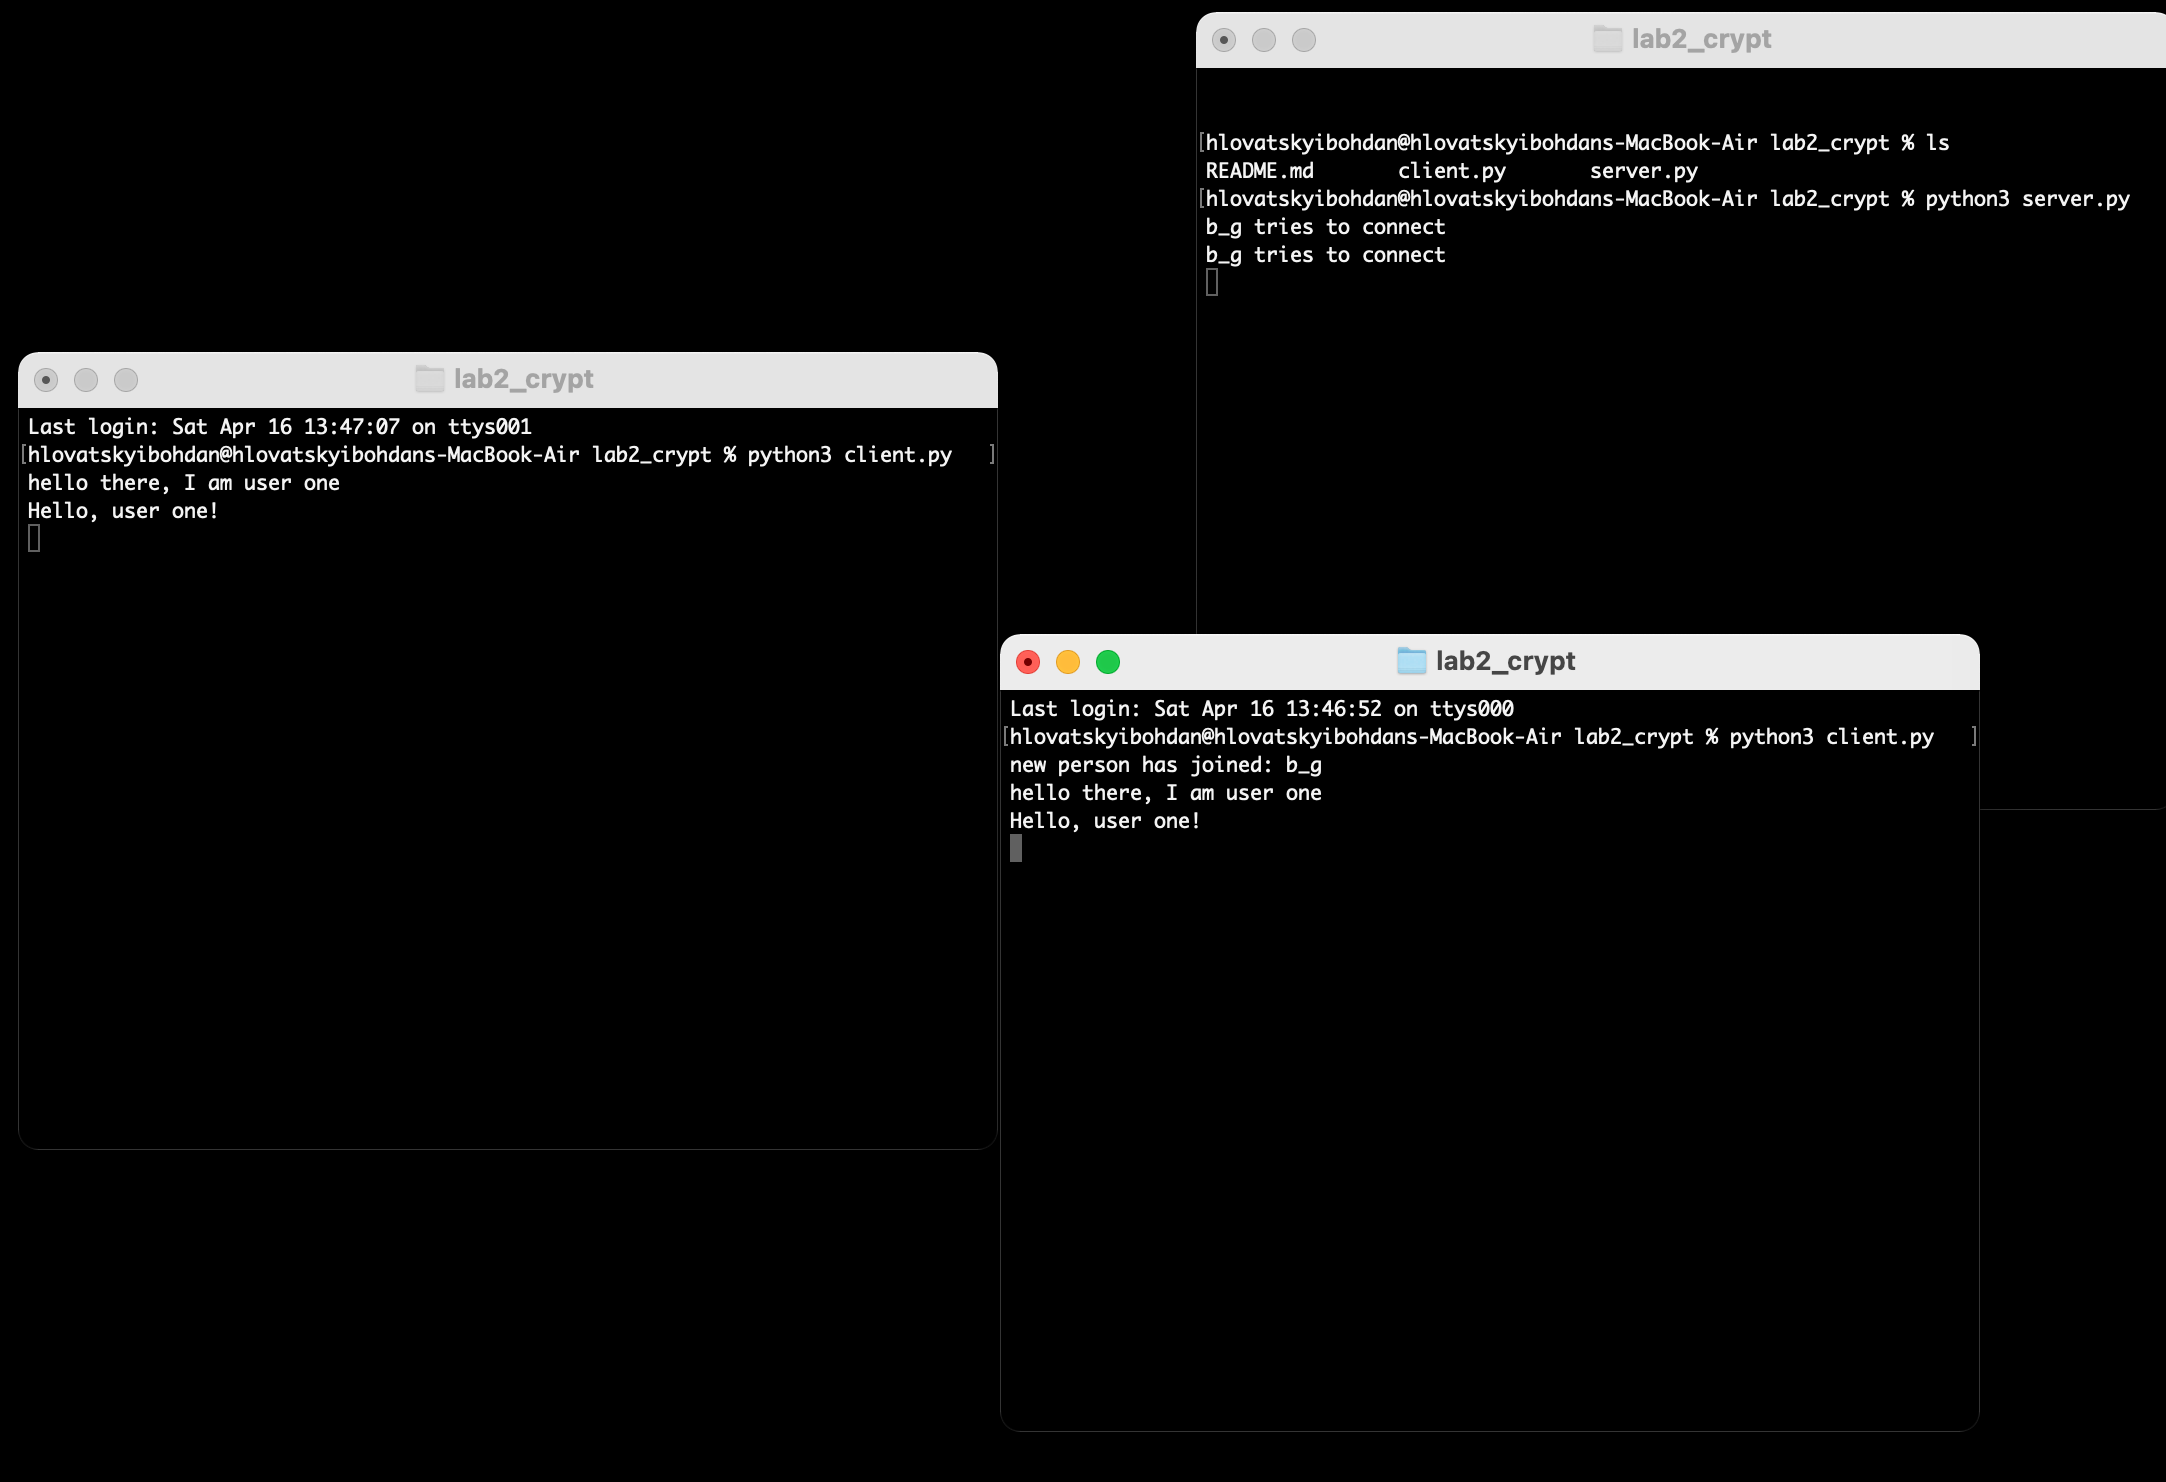 lab2_crypt
hlovatskyibohdan@hlovatskyibohdans-MacBook-Air lab2_crypt % ls
README.md client.py server.py
hlovatskyibohdan@hlovatskyibohdans-MacBook-Air lab2_crypt % python3 server.py
b_g tries to connect
b_g tries to connect
lab2_crypt
Last login: Sat Apr 16 13:47:07 on ttys001
hlovatskyibohdan@hlovatskyibohdans-MacBook-Air lab2_crypt % python3 client.py
hello there, I am user one
Hello, user one!
lab2_crypt
Last login: Sat Apr 16 13:46:52 on ttys000
hlovatskyibohdan@hlovatskyibohdans-MacBook-Air lab2_crypt % python3 client.py
new person has joined: b_g
hello there, I am user one
Hello, user one!